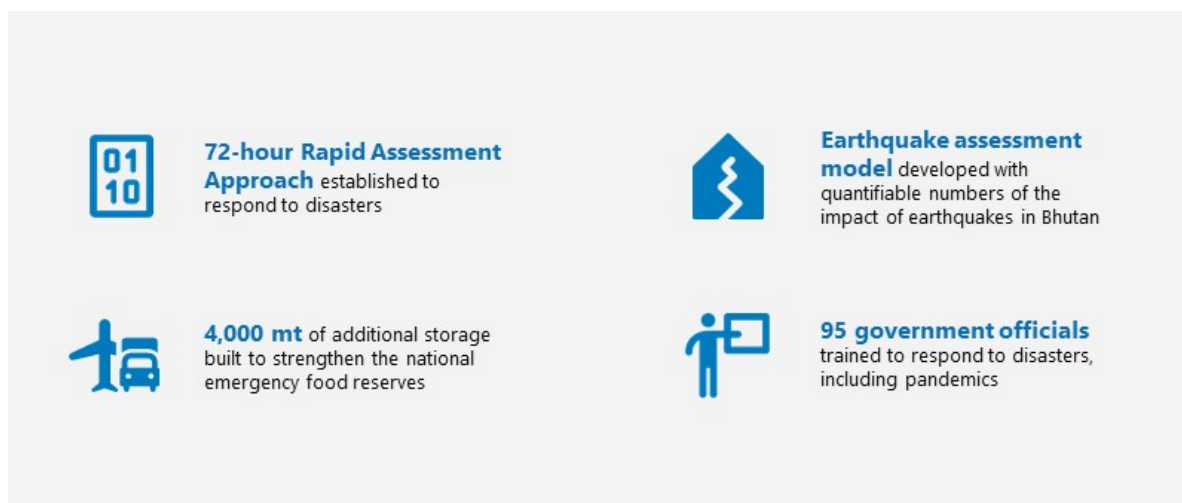 01
10
72-hour Rapid Assessment
Approach established to
respond to disasters
Earthquake assessment
model developed with
quantifiable numbers of the
impact of earthquakes in Bhutan
4,000 mt of additional storage
built to strengthen the national
emergency food reserves
95 government officials
trained to respond to disasters,
including pandemics